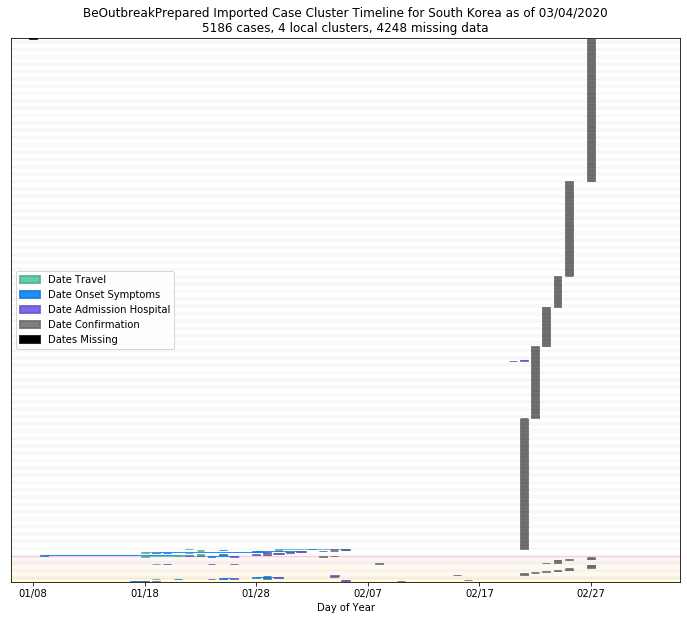 BeOutbreakPrepared Imported Case Cluster Timeline for South Korea as of 03/04/2020
5186 cases, 4 local clusters, 4248 missing data
Date Travel
Date Onset Symptoms
Date Admission Hospital
Date Confirmation
Dates Missing
01/08 01/18 01/28 02/07 02/17 02/27
Day of Year